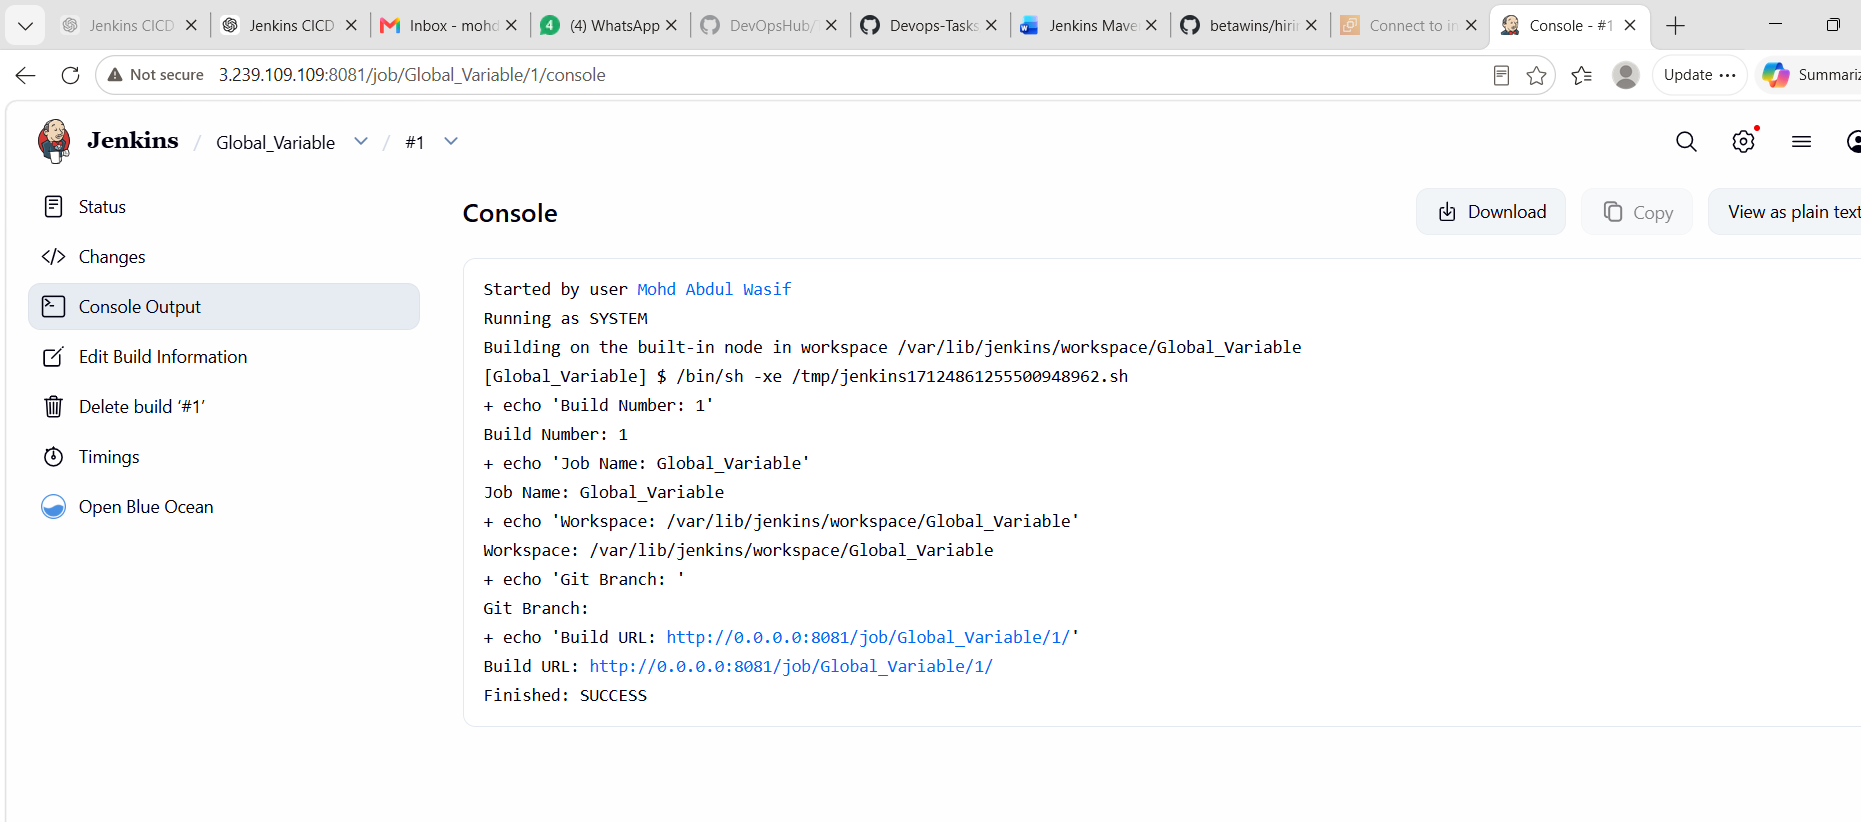 Jenkins CICD
Jenkins CICD
Inbox - mohd
4
(4) WhatsApp
DevOpsHub/
Devops-Tasks
Jenkins Mave
betawins/hirin
Connect to in
Console - #1
Not secure
3.239.109.109:8081/job/Global_Variable/1/console
Update
Summariz
Jenkins / Global_Variable / #1
Status
Changes
Console Output
Edit Build Information
Delete build ‘#1’
Timings
Open Blue Ocean
Console
Download
Copy
View as plain text
Started by user Mohd Abdul Wasif
Running as SYSTEM
Building on the built-in node in workspace /var/lib/jenkins/workspace/Global_Variable
[Global_Variable] $ /bin/sh -xe /tmp/jenkins17124861255500948962.sh
+ echo 'Build Number: 1'
Build Number: 1
+ echo 'Job Name: Global_Variable'
Job Name: Global_Variable
+ echo 'Workspace: /var/lib/jenkins/workspace/Global_Variable'
Workspace: /var/lib/jenkins/workspace/Global_Variable
+ echo 'Git Branch: '
Git Branch:
+ echo 'Build URL: http://0.0.0.0:8081/job/Global_Variable/1/'
Build URL: http://0.0.0.0:8081/job/Global_Variable/1/
Finished: SUCCESS